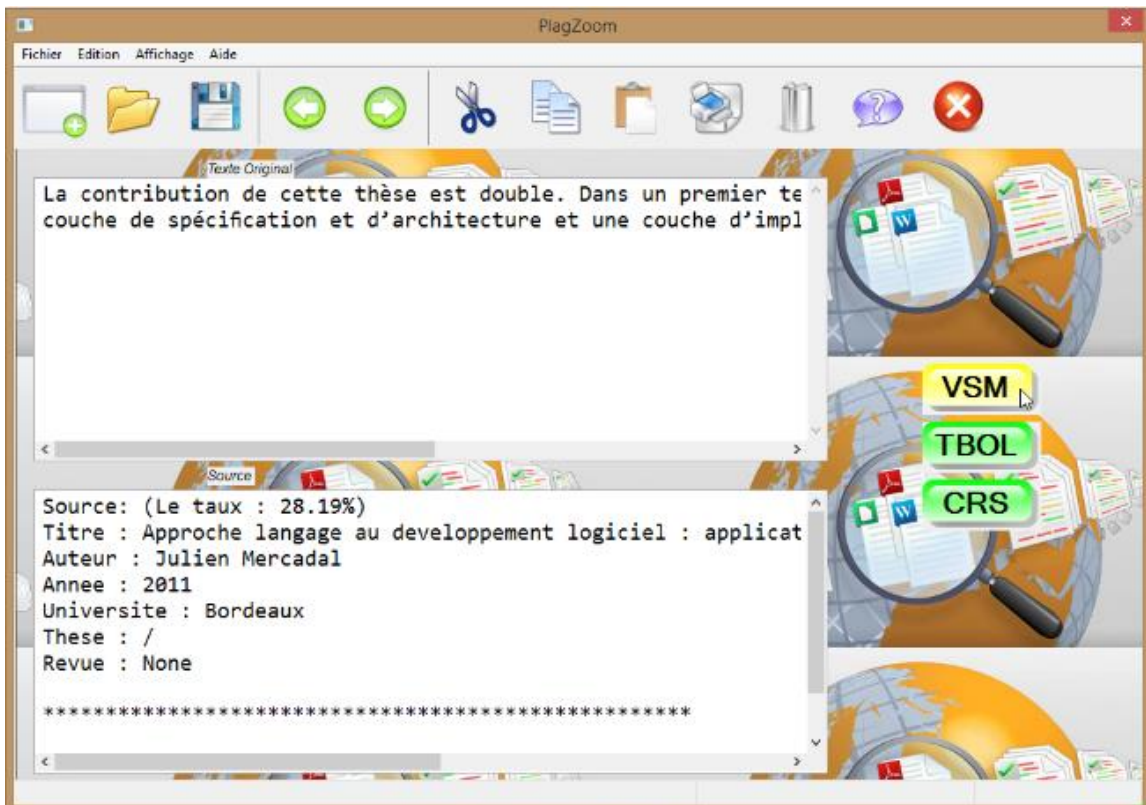 PlagZoom
Fichier Edition Affichage Aide
Texte Original
La contribution de cette thèse est double. Dans un premier te
couche de spécification et d’architecture et une couche d’impl
VSM
TBOL
CRS
Source
Source: (Le taux : 28.19%)
Titre : Approche langage au developpement logiciel : applicat
Auteur : Julien Mercadal
Annee : 2011
Universite : Bordeaux
These : /
Revue : None
****************************************************